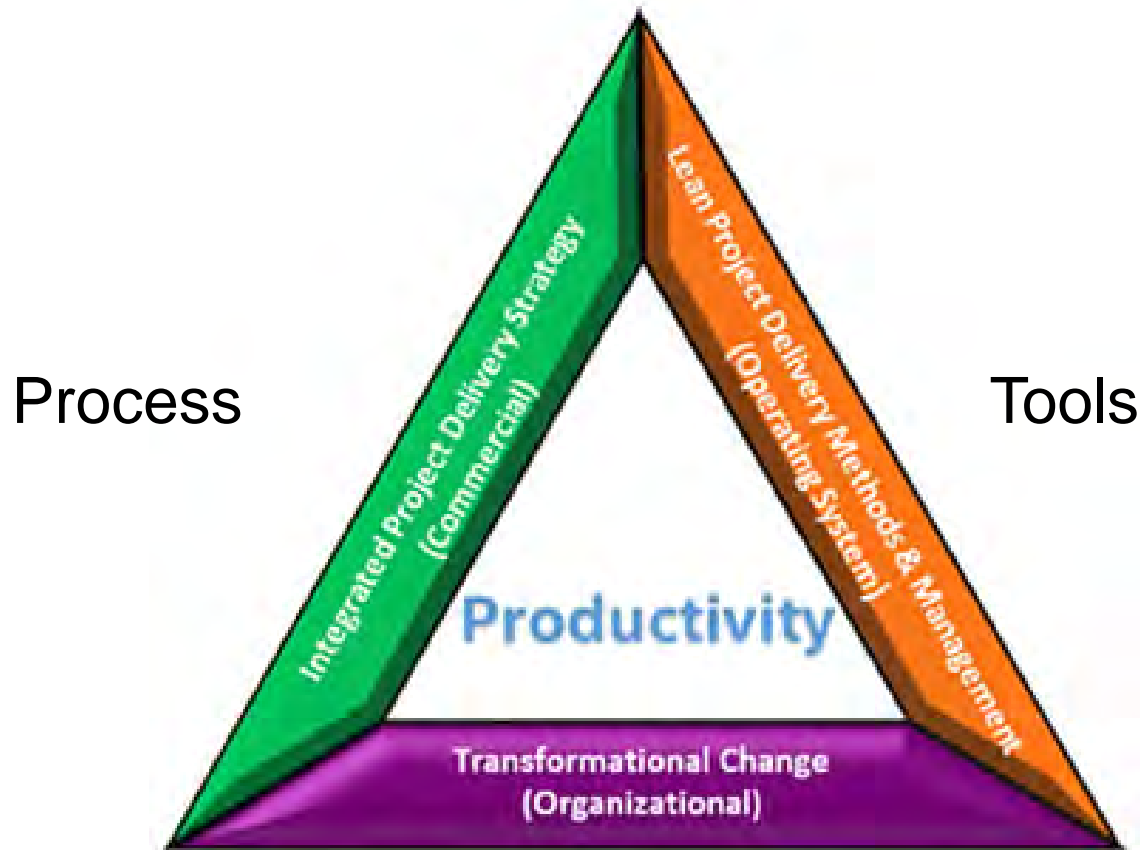 Process
Integrated Project Delivery Strategy
(Commercial)
Lean Project Delivery Methods & Management
(Operating System)
Tools
Productivity
Transformational Change
(Organizational)